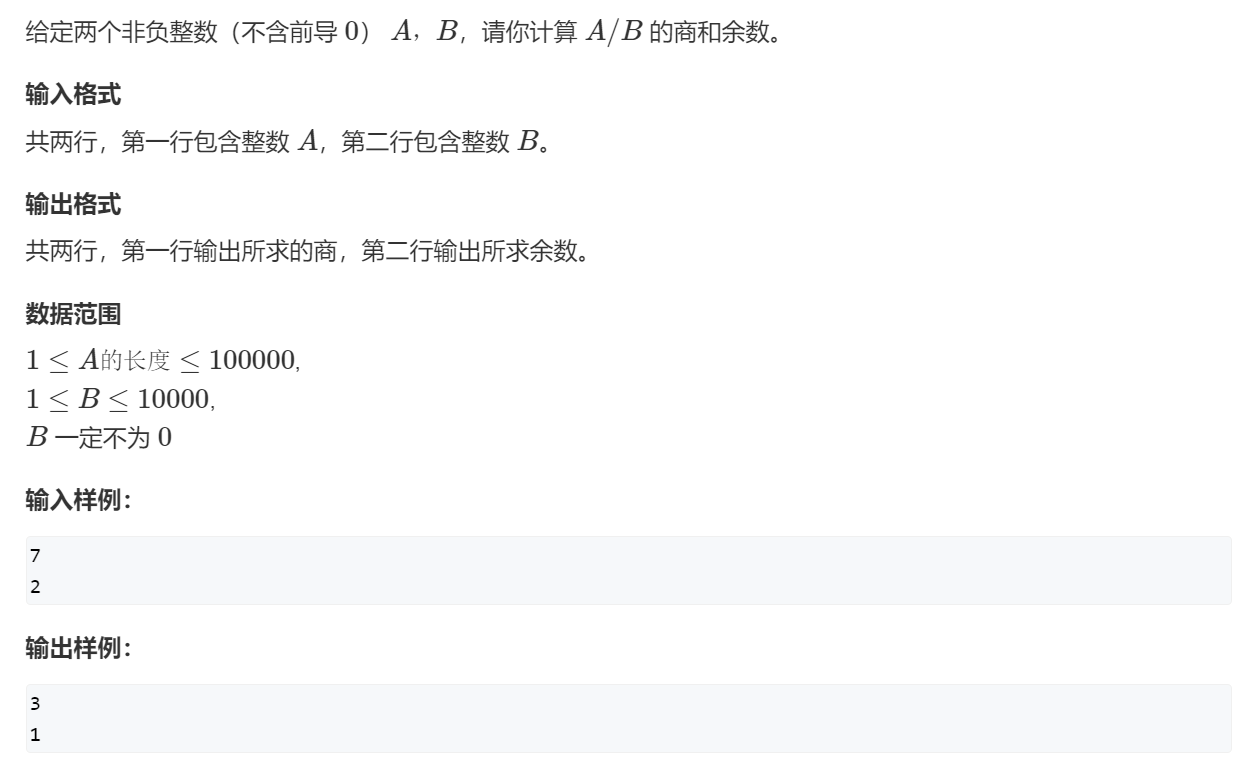 给定两个非负整数（不含前导 0） A，B，请你计算 A/B 的商和余数。
输入格式
共两行，第一行包含整数 A，第二行包含整数 B。
输出格式
共两行，第一行输出所求的商，第二行输出所求余数。
数据范围
1 ≤ A的长度 ≤ 100000,
1 ≤ B ≤ 10000,
B 一定不为 0
输入样例：
7
2
输出样例：
3
1